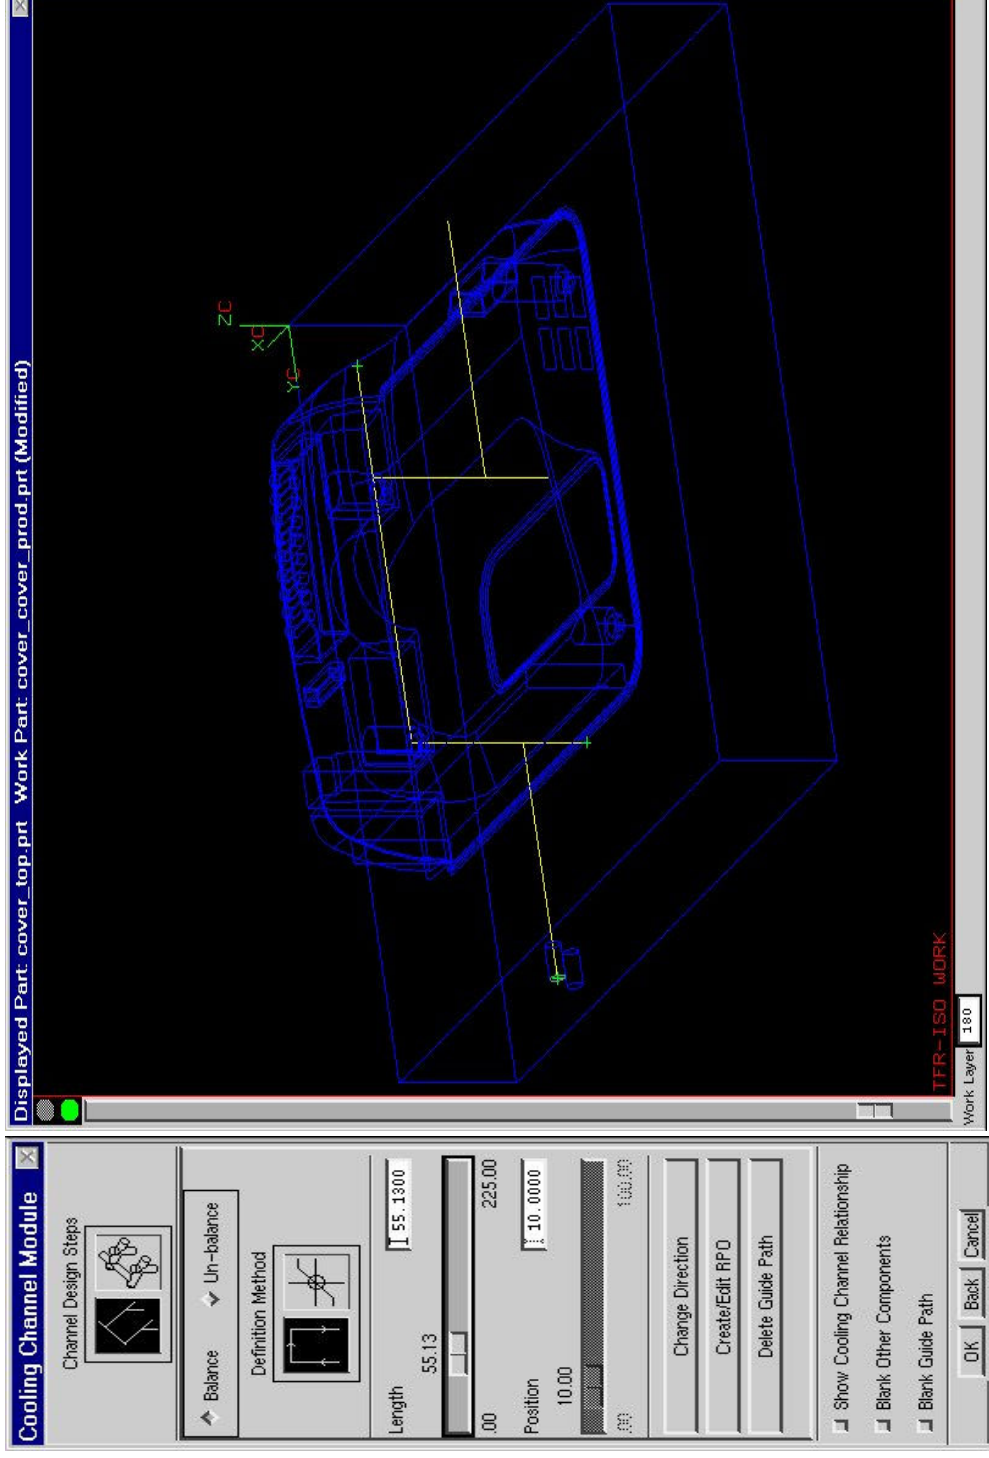 Cooling Channel Module
Channel Design Steps
Balance Un-balance
Definition Method
Length
55.13 55.1300
.00 225.00
Position
10.00 10.0000
.00 100.00
Change Direction
Create/Edit RPO
Delete Guide Path
Show Cooling Channel Relationship
Blank Other Components
Blank Guide Path
OK Back Cancel
Displayed Part: cover_top.prt Work Part: cover_cover_prod.prt (Modified)
ZC
XC
YC
TFR-ISO WORK
Work Layer 180